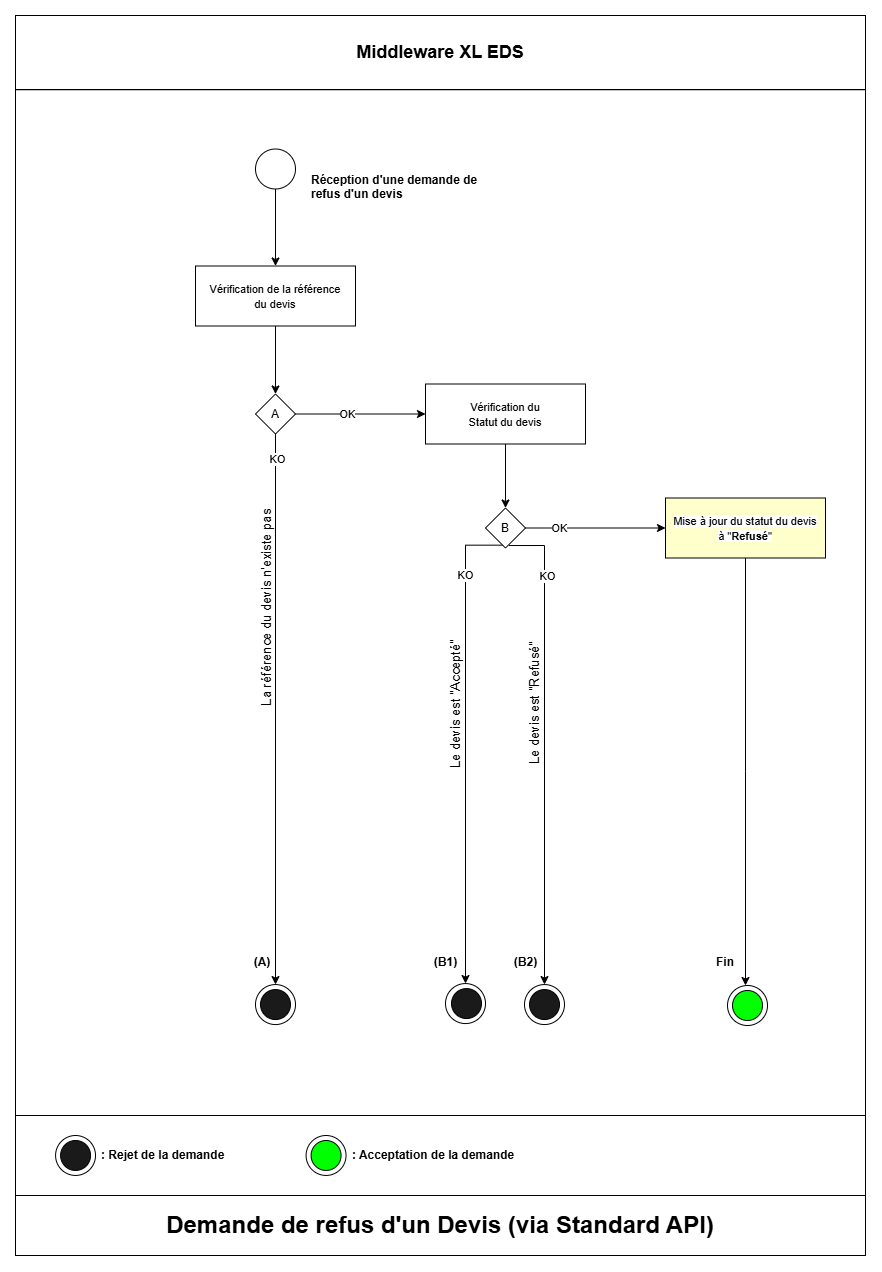 Middleware XL EDS
Réception d'une demande de
refus d'un devis
Vérification de la référence
du devis
A
OK
Vérification du
Statut du devis
KO
La référence du devis n'existe pas
B
OK
Mise à jour du statut du devis
à "Refusé"
KO
KO
Le devis est "Accepté"
Le devis est "Refusé"
(A)
(B1)
(B2)
Fin
: Rejet de la demande
: Acceptation de la demande
Demande de refus d'un Devis (via Standard API)